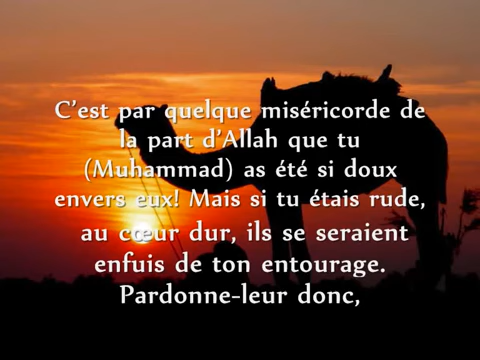 C'est par quelque miséricorde de
la part d'Allah que tu
(Muhammad) as été si doux
envers eux! Mais si tu étais rude,
au cœur dur, ils se seraient
enfuis de ton entourage.
Pardonne-leur donc,